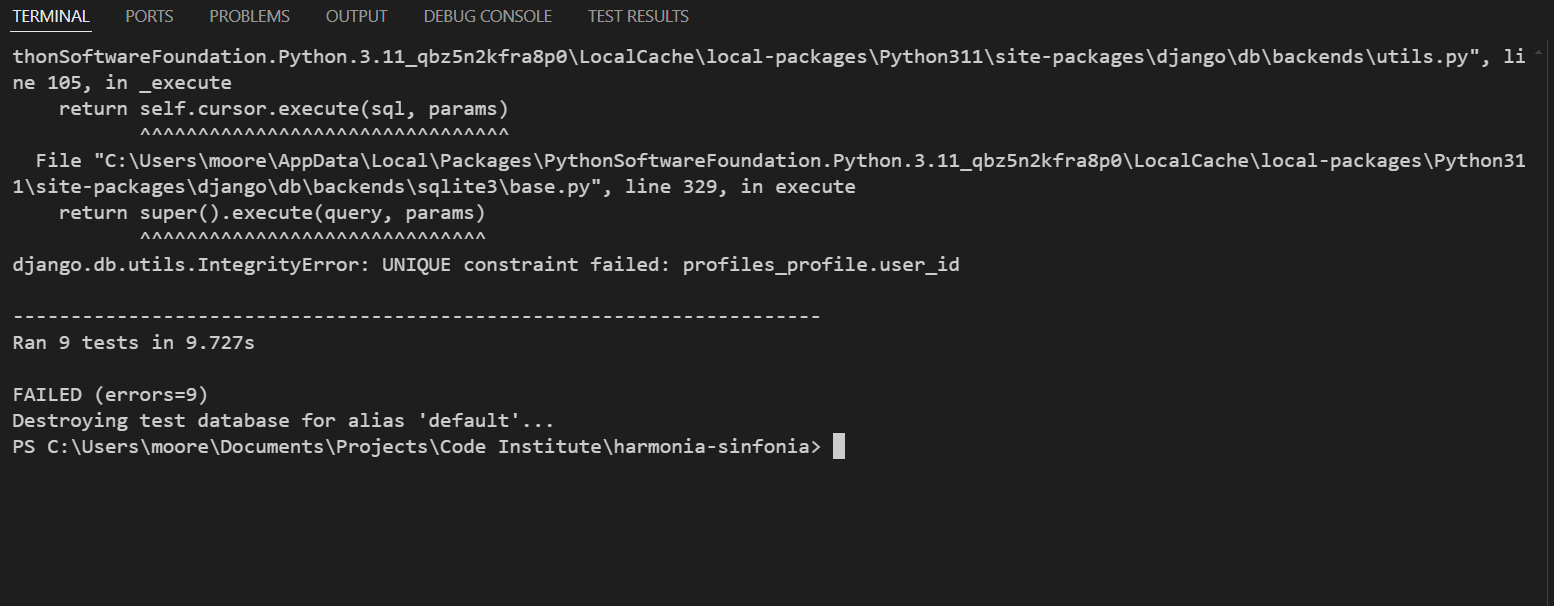 TERMINAL PORTS PROBLEMS OUTPUT DEBUG CONSOLE TEST RESULTS
thonSoftwareFoundation.Python.3.11_qbz5n2kfra8p0\LocalCache\local-packages\Python311\site-packages\django\db\backends\utils.py", li
ne 105, in _execute
    return self.cursor.execute(sql, params)
           ^^^^^^^^^^^^^^^^^^^^^^^^^^^^^^^^
  File "C:\Users\moore\AppData\Local\Packages\PythonSoftwareFoundation.Python.3.11_qbz5n2kfra8p0\LocalCache\local-packages\Python31
1\site-packages\django\db\backends\sqlite3\base.py", line 329, in execute
    return super().execute(query, params)
           ^^^^^^^^^^^^^^^^^^^^^^^^^^^^^^
django.db.utils.IntegrityError: UNIQUE constraint failed: profiles_profile.user_id
----------------------------------------------------------------------
Ran 9 tests in 9.727s
FAILED (errors=9)
Destroying test database for alias 'default'...
PS C:\Users\moore\Documents\Projects\Code Institute\harmonia-sinfonia>